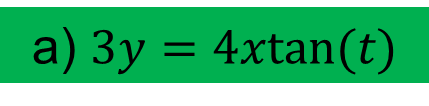 a) 3y = 4xtan(t)